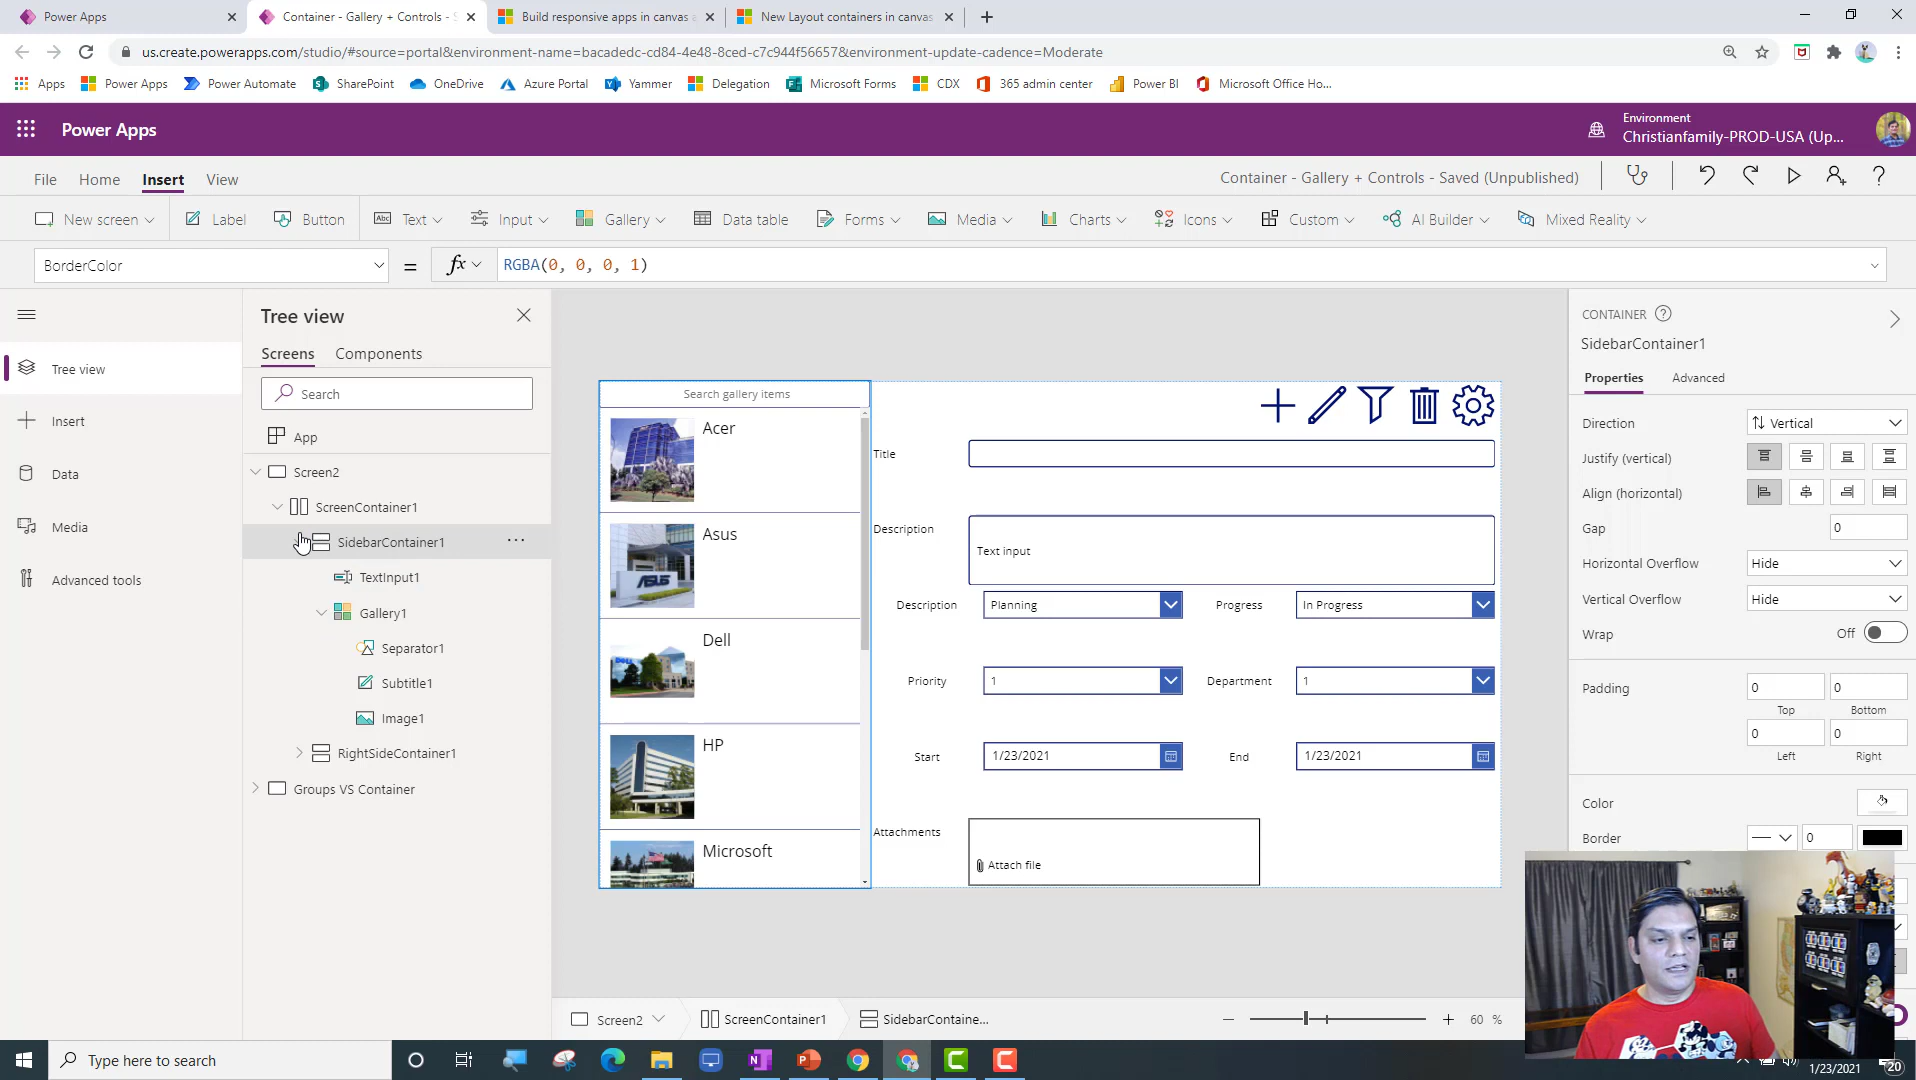 Power Apps
Container - Gallery + Controls - S
Build responsive apps in canvas a
New Layout containers in canvas
us.create.powerapps.com/studio/#source=portal&environment-name=bacadedc-cd84-4e48-8ced-c7c944f56657&environment-update-cadence=Moderate
Apps Power Apps Power Automate SharePoint OneDrive Azure Portal Yammer Delegation Microsoft Forms CDX 365 admin center Power BI Microsoft Office Ho...
Power Apps
Environment
Christianfamily-PROD-USA (Up...
File Home Insert View
Container - Gallery + Controls - Saved (Unpublished)
New screen Label Button Text Input Gallery Data table Forms Media Charts Icons Custom AI Builder Mixed Reality
BorderColor = fx RGBA(0, 0, 0, 1)
Tree view
Insert
Data
Media
Advanced tools
Tree view
Screens Components
Search
App
Screen2
ScreenContainer1
SidebarContainer1 ...
TextInput1
Gallery1
Separator1
Subtitle1
Image1
RightSideContainer1
Groups VS Container
Search gallery items
Acer
Asus
ASUS
Dell
HP
Microsoft
Title
Description
Text input
Description Planning Progress In Progress
Priority 1 Department 1
Start 1/23/2021 End 1/23/2021
Attachments
Attach file
Screen2 ScreenContainer1 SidebarContaine...
60 %
CONTAINER
SidebarContainer1
Properties Advanced
Direction Vertical
Justify (vertical)
Align (horizontal)
Gap 0
Horizontal Overflow Hide
Vertical Overflow Hide
Wrap Off
Padding 0 0
Top Bottom
0 0
Left Right
Color
Border 0
Type here to search
1/23/2021
20